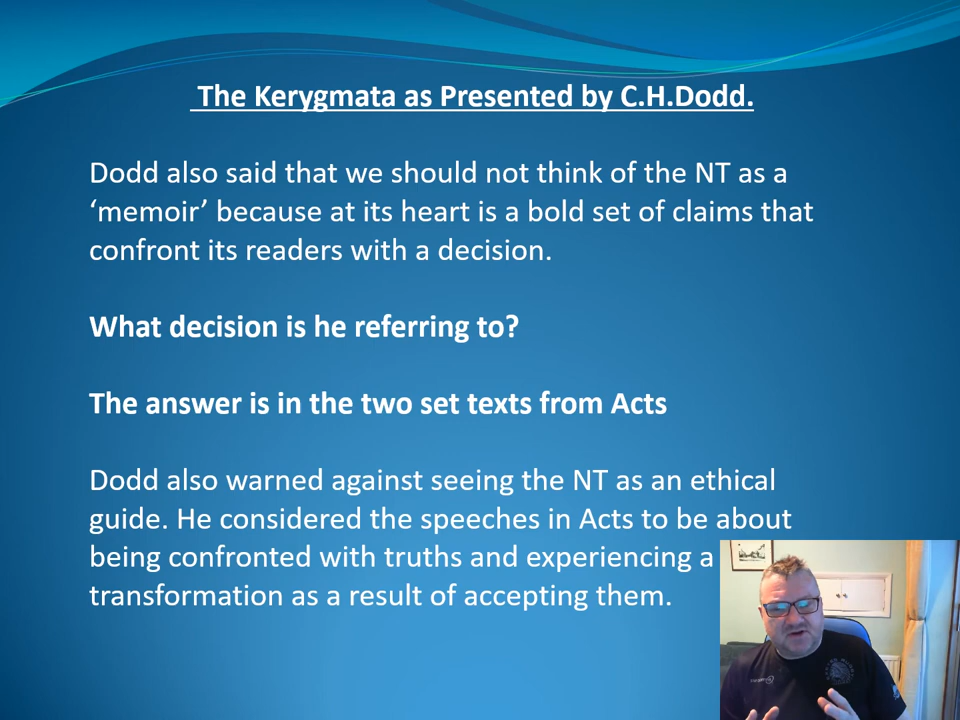 The Kerygmata as Presented by C.H.Dodd.
Dodd also said that we should not think of the NT as a
‘memoir’ because at its heart is a bold set of claims that
confront its readers with a decision.
What decision is he referring to?
The answer is in the two set texts from Acts
Dodd also warned against seeing the NT as an ethical
guide. He considered the speeches in Acts to be about
being confronted with truths and experiencing a
transformation as a result of accepting them.